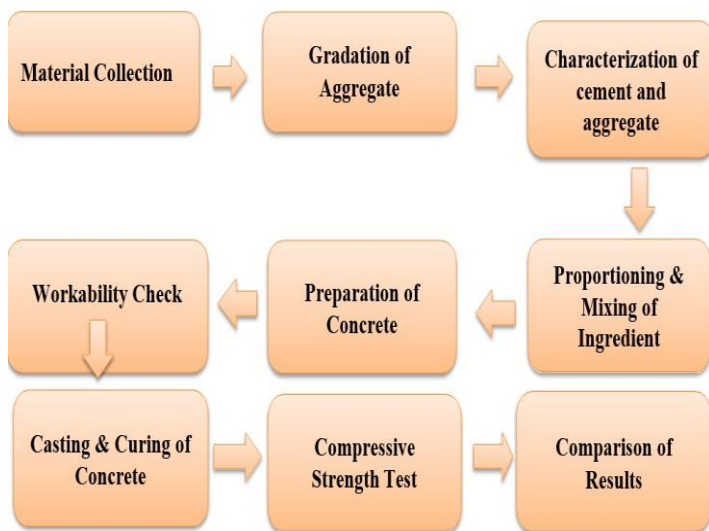 Material Collection
Gradation of
Aggregate
Characterization of
cement and
aggregate
Proportioning &
Mixing of
Ingredient
Preparation of
Concrete
Workability Check
Casting & Curing of
Concrete
Compressive
Strength Test
Comparison of
Results